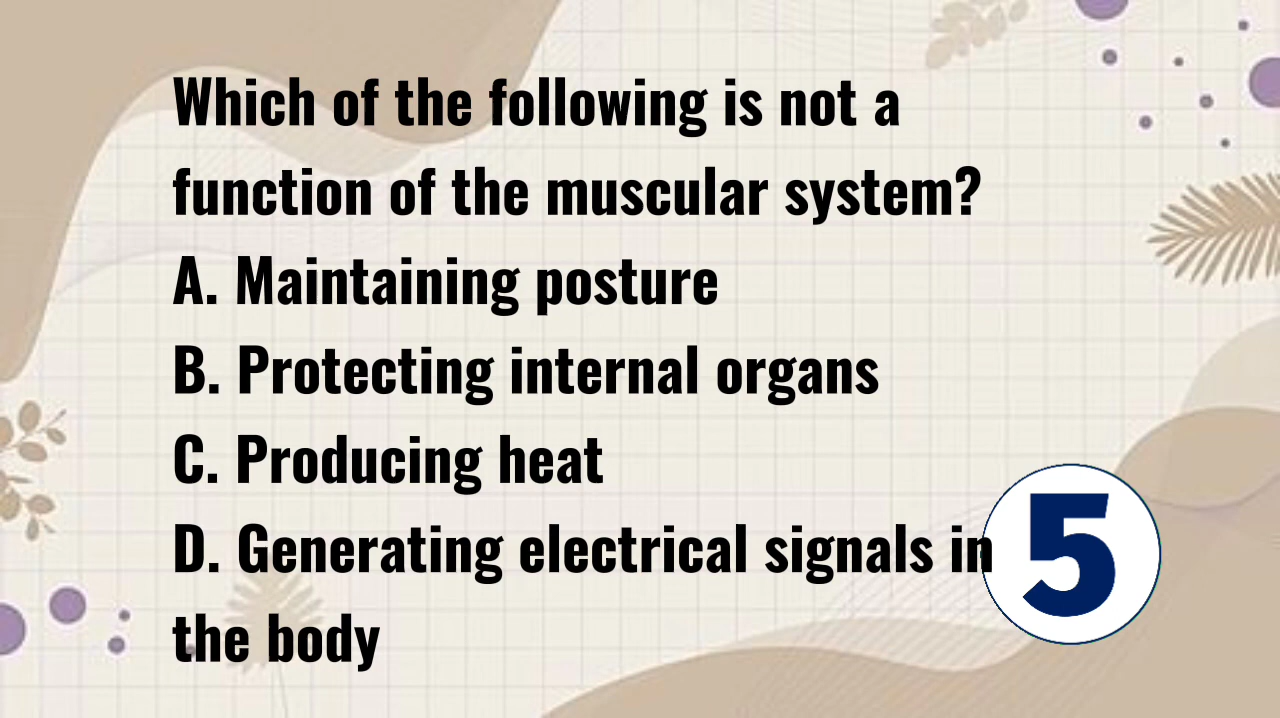 Which of the following is not a
function of the muscular system?
A. Maintaining posture
B. Protecting internal organs
C. Producing heat
D. Generating electrical signals in
the body
5